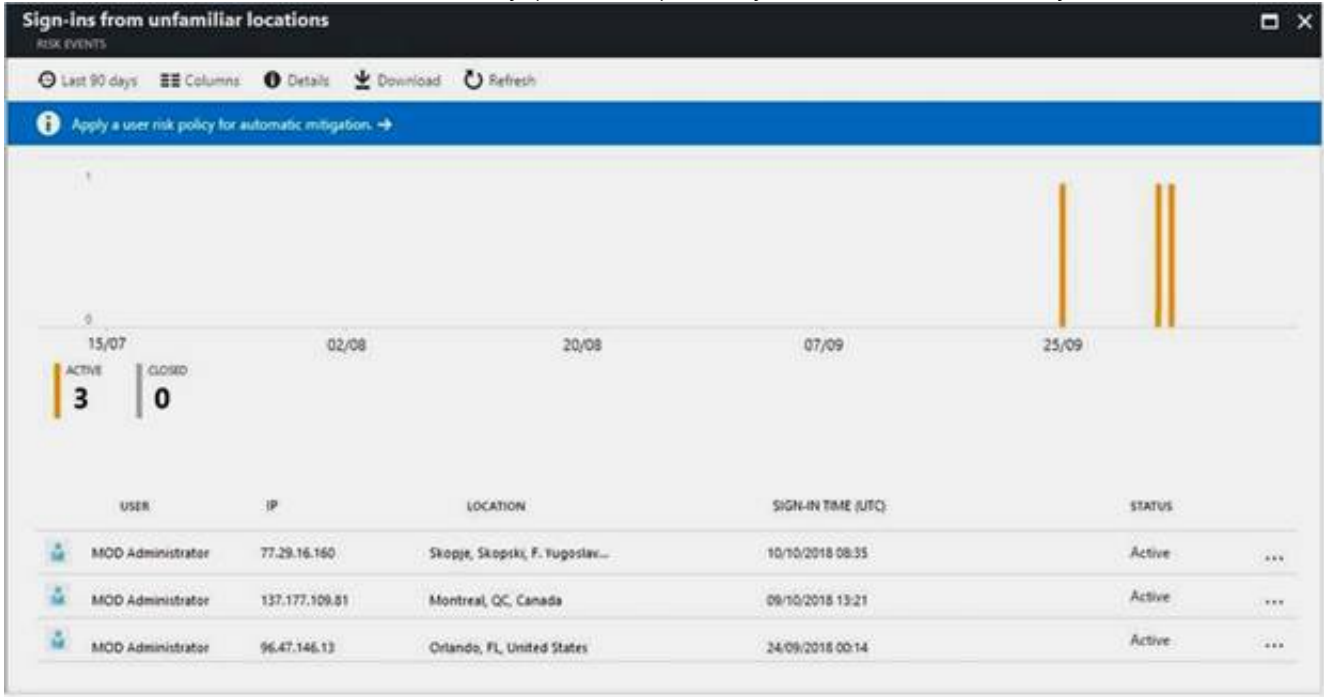 Sign-ins from unfamiliar locations
RISK EVENTS
Last 90 days Columns Details Download Refresh
Apply a user risk policy for automatic mitigation. →
1
0
15/07 02/08 20/08 07/09 25/09
ACTIVE CLOSED
3 0
USER IP LOCATION SIGN-IN TIME (UTC) STATUS
MOD Administrator 77.29.16.160 Skopje, Skopski, F. Yugoslav... 10/10/2018 08:35 Active ...
MOD Administrator 137.177.109.81 Montreal, QC, Canada 09/10/2018 13:21 Active ...
MOD Administrator 96.47.146.13 Orlando, FL, United States 24/09/2018 00:14 Active ...